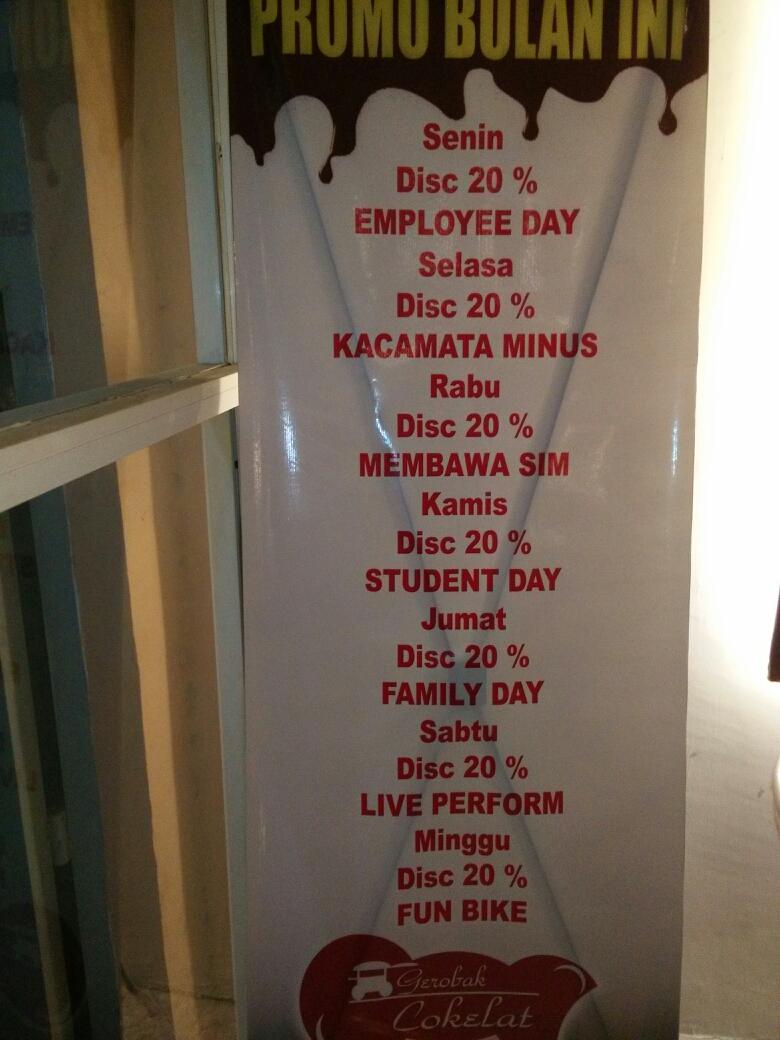 PROMO BULAN INI
Senin
Disc 20 %
EMPLOYEE DAY
Selasa
Disc 20 %
KACAMATA MINUS
Rabu
Disc 20 %
MEMBAWA SIM
Kamis
Disc 20 %
STUDENT DAY
Jumat
Disc 20 %
FAMILY DAY
Sabtu
Disc 20 %
LIVE PERFORM
Minggu
Disc 20 %
FUN BIKE
Gerobak
Cokelat